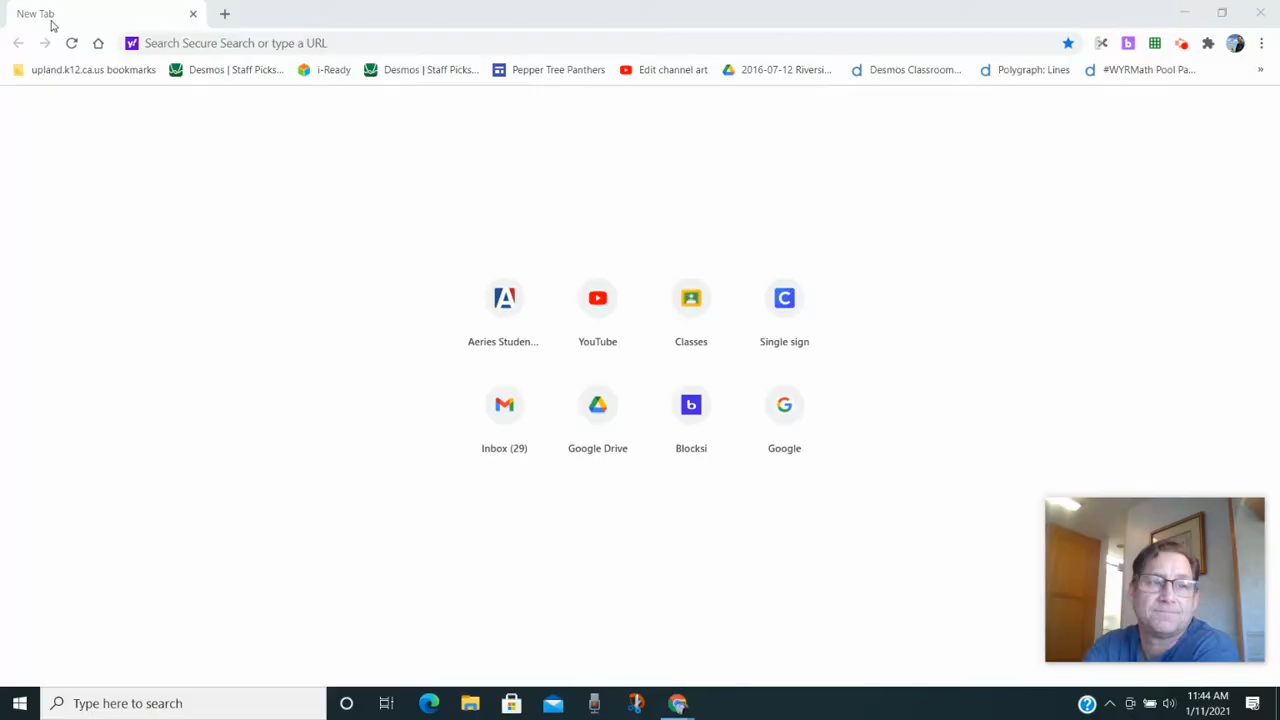 New Tab
Search Secure Search or type a URL
upland.k12.ca.us bookmarks Desmos | Staff Picks... i-Ready Desmos | Staff Picks... Pepper Tree Panthers Edit channel art 2016-07-12 Riversi... Desmos Classroom... Polygraph: Lines #WYRMath Pool Pa... »
Aeries Studen... YouTube Classes Single sign
Inbox (29) Google Drive Blocksi Google
Type here to search
11:44 AM
1/11/2021